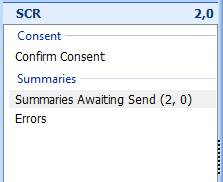 SCR 2,0
Consent
Confirm Consent
Summaries
Summaries Awaiting Send (2, 0)
Errors